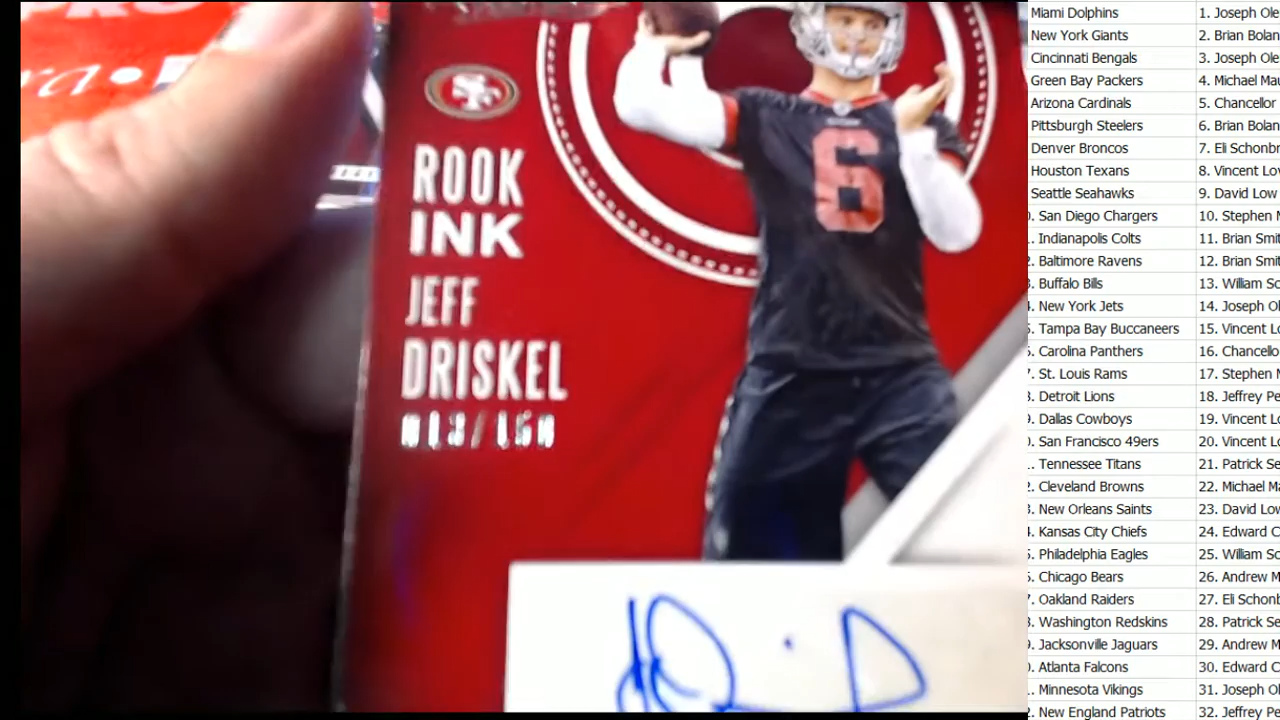 ROOK
INK
JEFF
DRISKEL
013/150
6
Miami Dolphins 1. Joseph Ole
New York Giants 2. Brian Bolan
Cincinnati Bengals 3. Joseph Ole
Green Bay Packers 4. Michael Ma
Arizona Cardinals 5. Chancellor
Pittsburgh Steelers 6. Brian Bolan
Denver Broncos 7. Eli Schonbr
Houston Texans 8. Vincent Lov
Seattle Seahawks 9. David Low
. San Diego Chargers 10. Stephen M
. Indianapolis Colts 11. Brian Smit
. Baltimore Ravens 12. Brian Smit
. Buffalo Bills 13. William Sc
. New York Jets 14. Joseph Ol
. Tampa Bay Buccaneers 15. Vincent Lo
. Carolina Panthers 16. Chancello
. St. Louis Rams 17. Stephen M
. Detroit Lions 18. Jeffrey Pe
. Dallas Cowboys 19. Vincent Lo
. San Francisco 49ers 20. Vincent Lo
. Tennessee Titans 21. Patrick Se
. Cleveland Browns 22. Michael Ma
. New Orleans Saints 23. David Low
. Kansas City Chiefs 24. Edward C
. Philadelphia Eagles 25. William Sc
. Chicago Bears 26. Andrew M
. Oakland Raiders 27. Eli Schonb
. Washington Redskins 28. Patrick Se
. Jacksonville Jaguars 29. Andrew M
. Atlanta Falcons 30. Edward C
. Minnesota Vikings 31. Joseph Ol
. New England Patriots 32. Jeffrey Pe